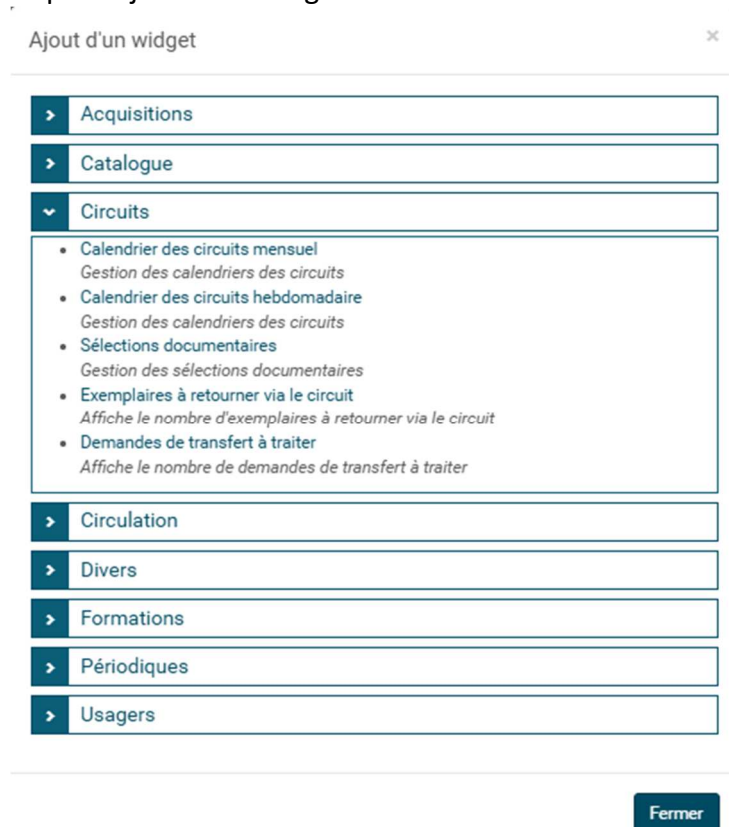 Ajout d'un widget
×
Acquisitions
Catalogue
Circuits
• Calendrier des circuits mensuel
Gestion des calendriers des circuits
• Calendrier des circuits hebdomadaire
Gestion des calendriers des circuits
• Sélections documentaires
Gestion des sélections documentaires
• Exemplaires à retourner via le circuit
Affiche le nombre d'exemplaires à retourner via le circuit
• Demandes de transfert à traiter
Affiche le nombre de demandes de transfert à traiter
Circulation
Divers
Formations
Périodiques
Usagers
Fermer